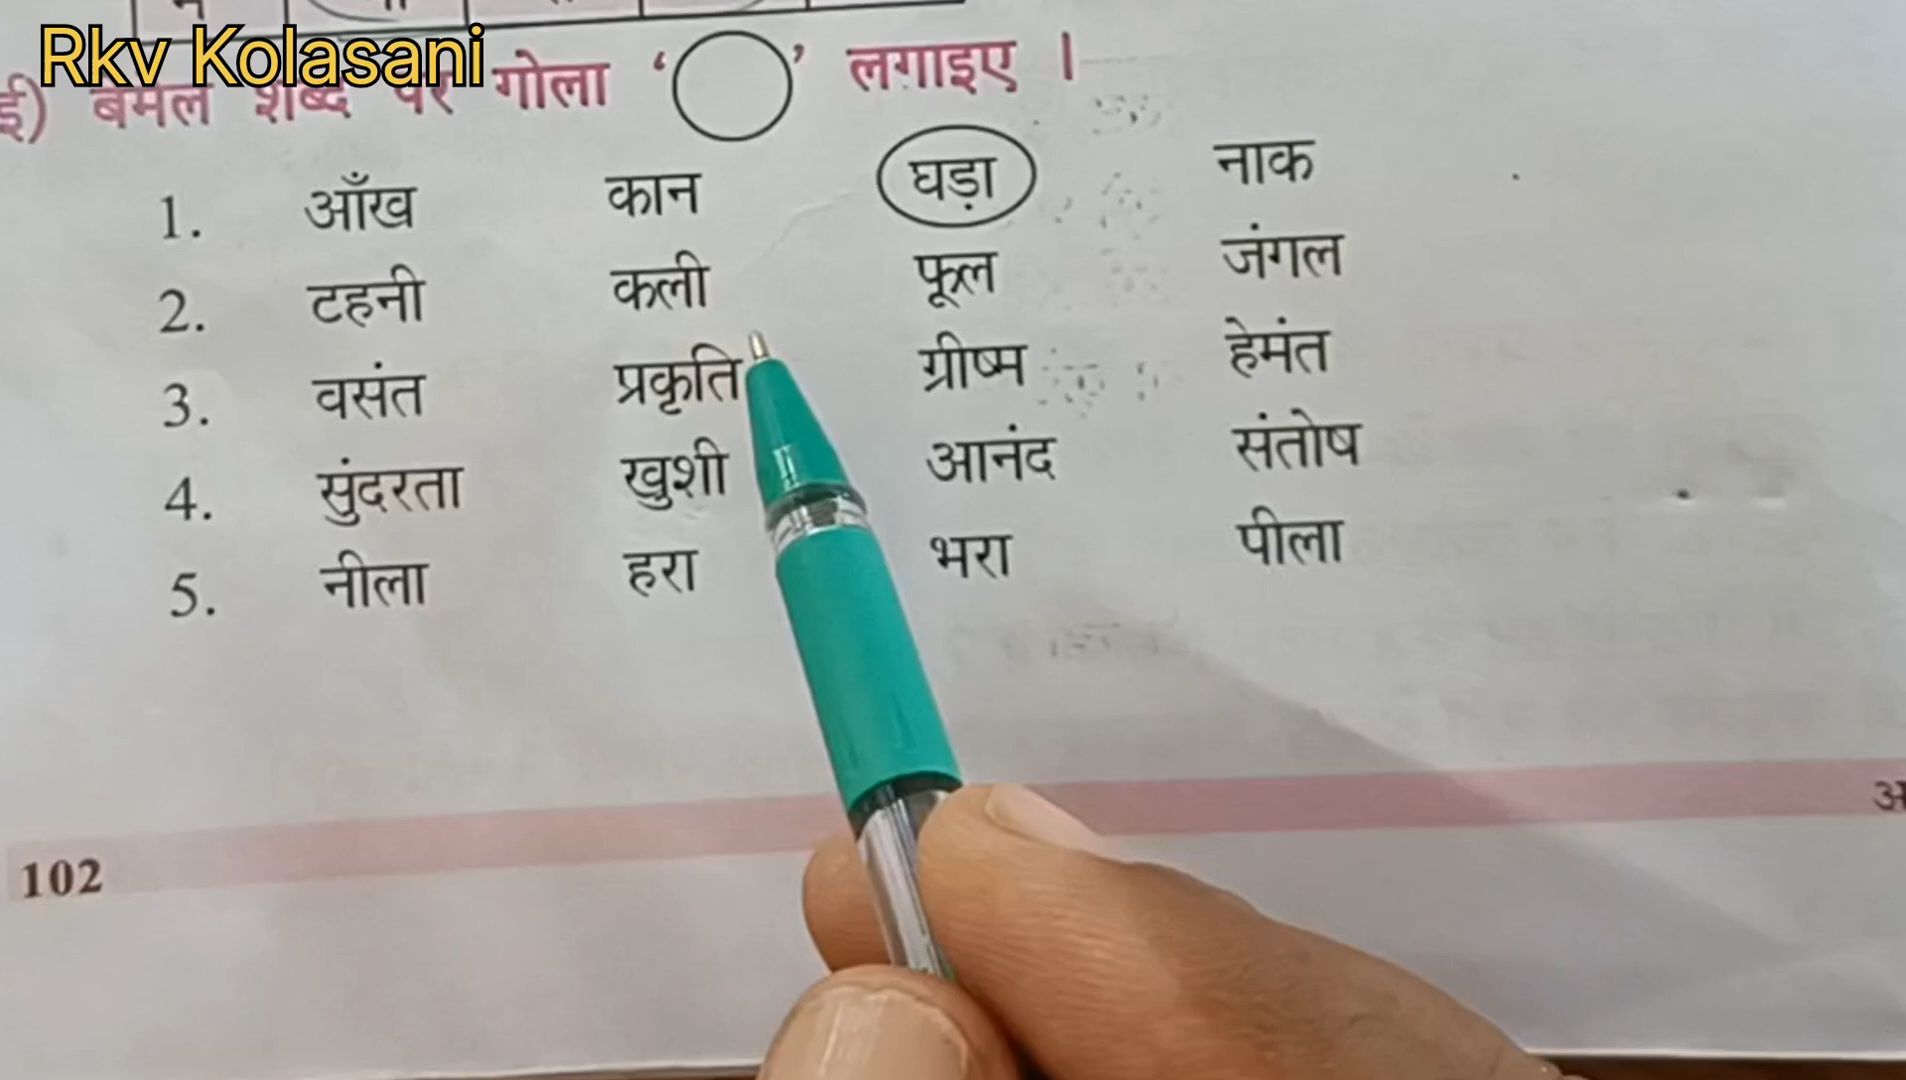 Rkv Kolasani
ई) बेमेल शब्द पर गोला ‘ ’ लगाइए ।
1. आँख कान घड़ा नाक
2. टहनी कली फूल जंगल
3. वसंत प्रकृति ग्रीष्म हेमंत
4. सुंदरता खुशी आनंद संतोष
5. नीला हरा भरा पीला
102